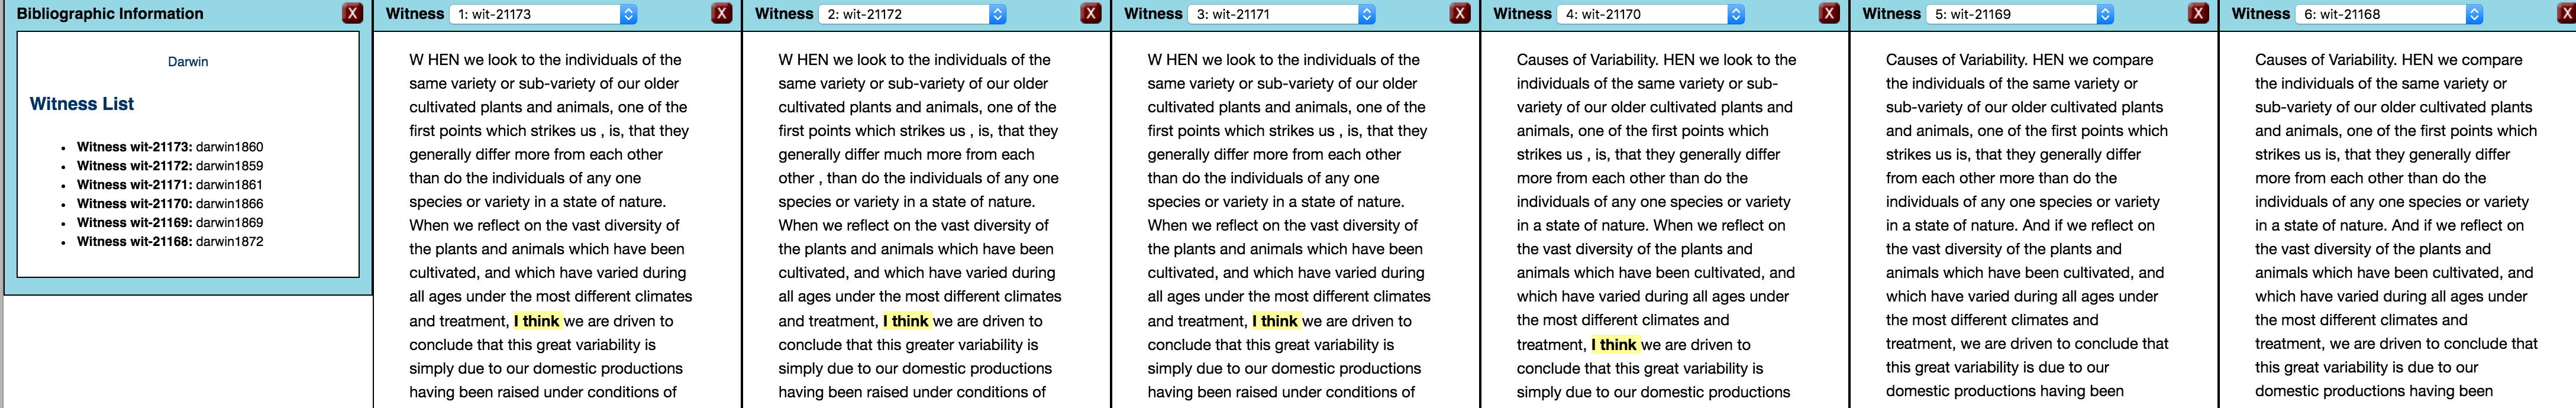 Bibliographic Information X
Darwin
Witness List
• Witness wit-21173: darwin1860
• Witness wit-21172: darwin1859
• Witness wit-21171: darwin1861
• Witness wit-21170: darwin1866
• Witness wit-21169: darwin1869
• Witness wit-21168: darwin1872
Witness 1: wit-21173 X
W HEN we look to the individuals of the
same variety or sub-variety of our older
cultivated plants and animals, one of the
first points which strikes us , is, that they
generally differ more from each other
than do the individuals of any one
species or variety in a state of nature.
When we reflect on the vast diversity of
the plants and animals which have been
cultivated, and which have varied during
all ages under the most different climates
and treatment, I think we are driven to
conclude that this great variability is
simply due to our domestic productions
having been raised under conditions of
Witness 2: wit-21172 X
W HEN we look to the individuals of the
same variety or sub-variety of our older
cultivated plants and animals, one of the
first points which strikes us , is, that they
generally differ much more from each
other , than do the individuals of any one
species or variety in a state of nature.
When we reflect on the vast diversity of
the plants and animals which have been
cultivated, and which have varied during
all ages under the most different climates
and treatment, I think we are driven to
conclude that this greater variability is
simply due to our domestic productions
having been raised under conditions of
Witness 3: wit-21171 X
W HEN we look to the individuals of the
same variety or sub-variety of our older
cultivated plants and animals, one of the
first points which strikes us , is, that they
generally differ more from each other
than do the individuals of any one
species or variety in a state of nature.
When we reflect on the vast diversity of
the plants and animals which have been
cultivated, and which have varied during
all ages under the most different climates
and treatment, I think we are driven to
conclude that this great variability is
simply due to our domestic productions
having been raised under conditions of
Witness 4: wit-21170 X
Causes of Variability. HEN we look to the
individuals of the same variety or sub-
variety of our older cultivated plants and
animals, one of the first points which
strikes us , is, that they generally differ
more from each other than do the
individuals of any one species or variety
in a state of nature. When we reflect on
the vast diversity of the plants and
animals which have been cultivated, and
which have varied during all ages under
the most different climates and
treatment, I think we are driven to
conclude that this great variability is
simply due to our domestic productions
Witness 5: wit-21169 X
Causes of Variability. HEN we compare
the individuals of the same variety or
sub-variety of our older cultivated plants
and animals, one of the first points which
strikes us is, that they generally differ
from each other more than do the
individuals of any one species or variety
in a state of nature. And if we reflect on
the vast diversity of the plants and
animals which have been cultivated, and
which have varied during all ages under
the most different climates and
treatment, we are driven to conclude that
this great variability is due to our
domestic productions having been
Witness 6: wit-21168 X
Causes of Variability. HEN we compare
the individuals of the same variety or
sub-variety of our older cultivated plants
and animals, one of the first points which
strikes us is, that they generally differ
more from each other than do the
individuals of any one species or variety
in a state of nature. And if we reflect on
the vast diversity of the plants and
animals which have been cultivated, and
which have varied during all ages under
the most different climates and
treatment, we are driven to conclude that
this great variability is due to our
domestic productions having been